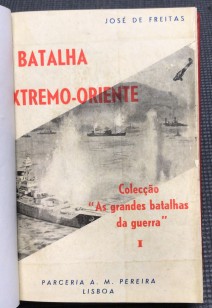 JOSÉ DE FREITAS
BATALHA
XTREMO-ORIENTE
Colecção
"As grandes batalhas
da guerra"
I
PARCERIA A. M. PEREIRA
LISBOA